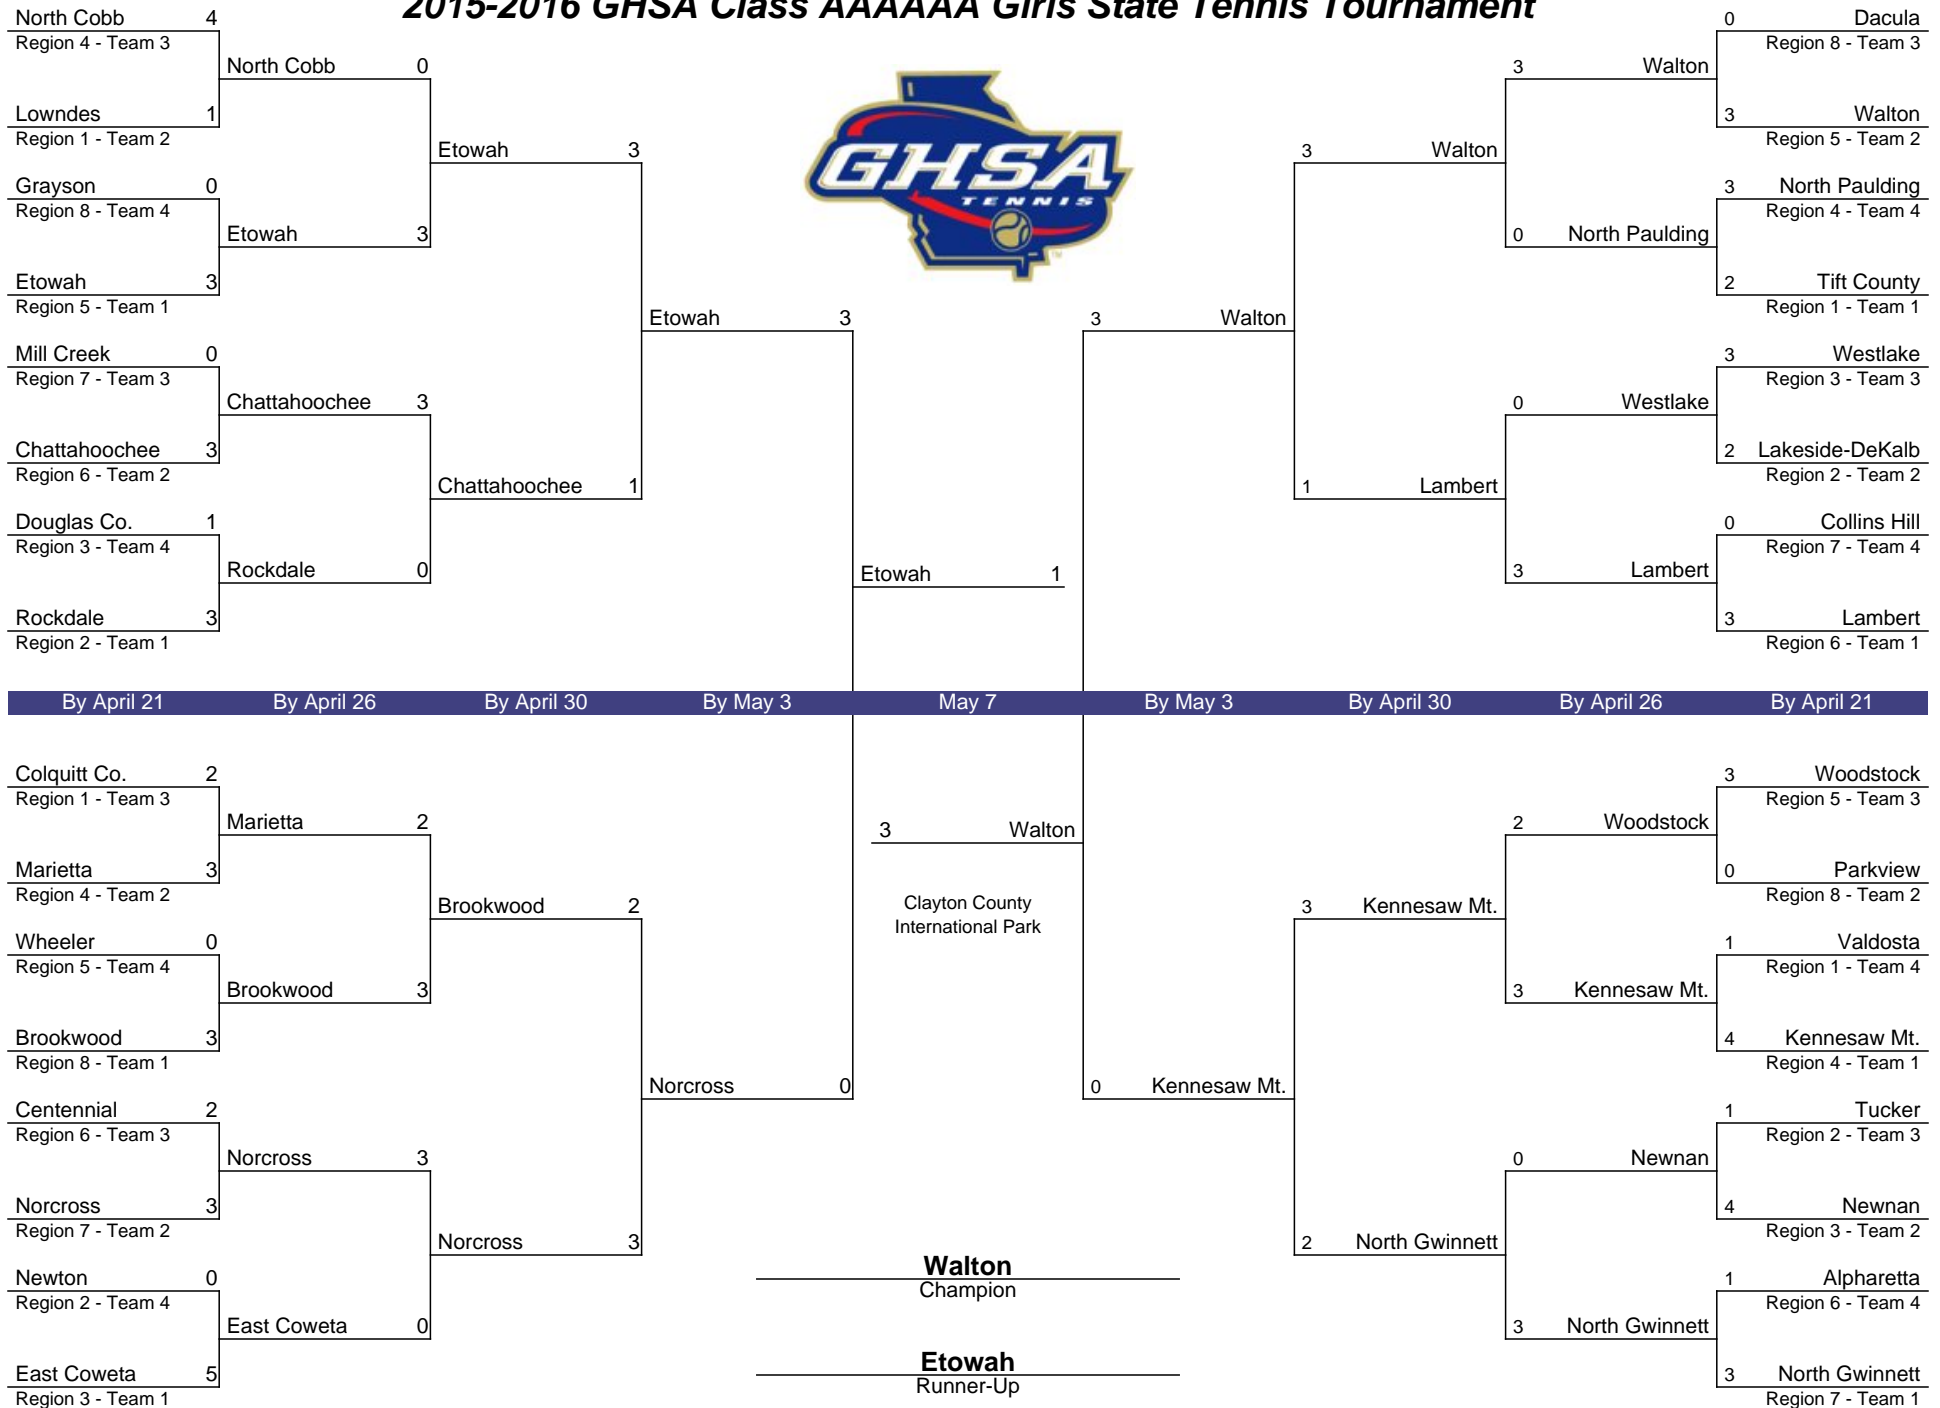 2015-2016 GHSA Class AAAAAA Girls State Tennis Tournament
North Cobb 4
Region 4 - Team 3
Lowndes 1
Region 1 - Team 2
Grayson 0
Region 8 - Team 4
Etowah 3
Region 5 - Team 1
Mill Creek 0
Region 7 - Team 3
Chattahoochee 3
Region 6 - Team 2
Douglas Co. 1
Region 3 - Team 4
Rockdale 3
Region 2 - Team 1
North Cobb 0
Etowah 3
Chattahoochee 3
Rockdale 0
Etowah 3
Chattahoochee 1
Etowah 3
Etowah 1
GHSA
TENNIS
TM
3 Walton
3 Walton
1 Lambert
3 Walton
0 North Paulding
0 Westlake
3 Lambert
0 Dacula
Region 8 - Team 3
3 Walton
Region 5 - Team 2
3 North Paulding
Region 4 - Team 4
2 Tift County
Region 1 - Team 1
3 Westlake
Region 3 - Team 3
2 Lakeside-DeKalb
Region 2 - Team 2
0 Collins Hill
Region 7 - Team 4
3 Lambert
Region 6 - Team 1
By April 21 By April 26 By April 30 By May 3 May 7 By May 3 By April 30 By April 26 By April 21
Colquitt Co. 2
Region 1 - Team 3
Marietta 3
Region 4 - Team 2
Wheeler 0
Region 5 - Team 4
Brookwood 3
Region 8 - Team 1
Centennial 2
Region 6 - Team 3
Norcross 3
Region 7 - Team 2
Newton 0
Region 2 - Team 4
East Coweta 5
Region 3 - Team 1
Marietta 2
Brookwood 3
Norcross 3
East Coweta 0
Brookwood 2
Norcross 3
Norcross 0
3 Walton
Clayton County
International Park
Walton
Champion
Etowah
Runner-Up
0 Kennesaw Mt.
3 Kennesaw Mt.
2 North Gwinnett
2 Woodstock
3 Kennesaw Mt.
0 Newnan
3 North Gwinnett
3 Woodstock
Region 5 - Team 3
0 Parkview
Region 8 - Team 2
1 Valdosta
Region 1 - Team 4
4 Kennesaw Mt.
Region 4 - Team 1
1 Tucker
Region 2 - Team 3
4 Newnan
Region 3 - Team 2
1 Alpharetta
Region 6 - Team 4
3 North Gwinnett
Region 7 - Team 1